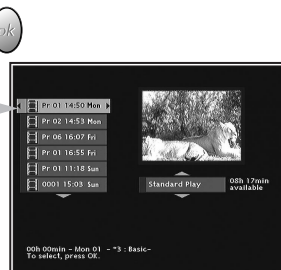 ok
Pr 01 14:50 Mon
Pr 02 14:53 Mon
Pr 06 16:07 Fri
Pr 01 16:55 Fri
Pr 01 11:18 Sun
0001 15:03 Sun
Standard Play
08h 17min
available
00h 00min - Mon 01 - "3 : Basic-
To select, press OK.